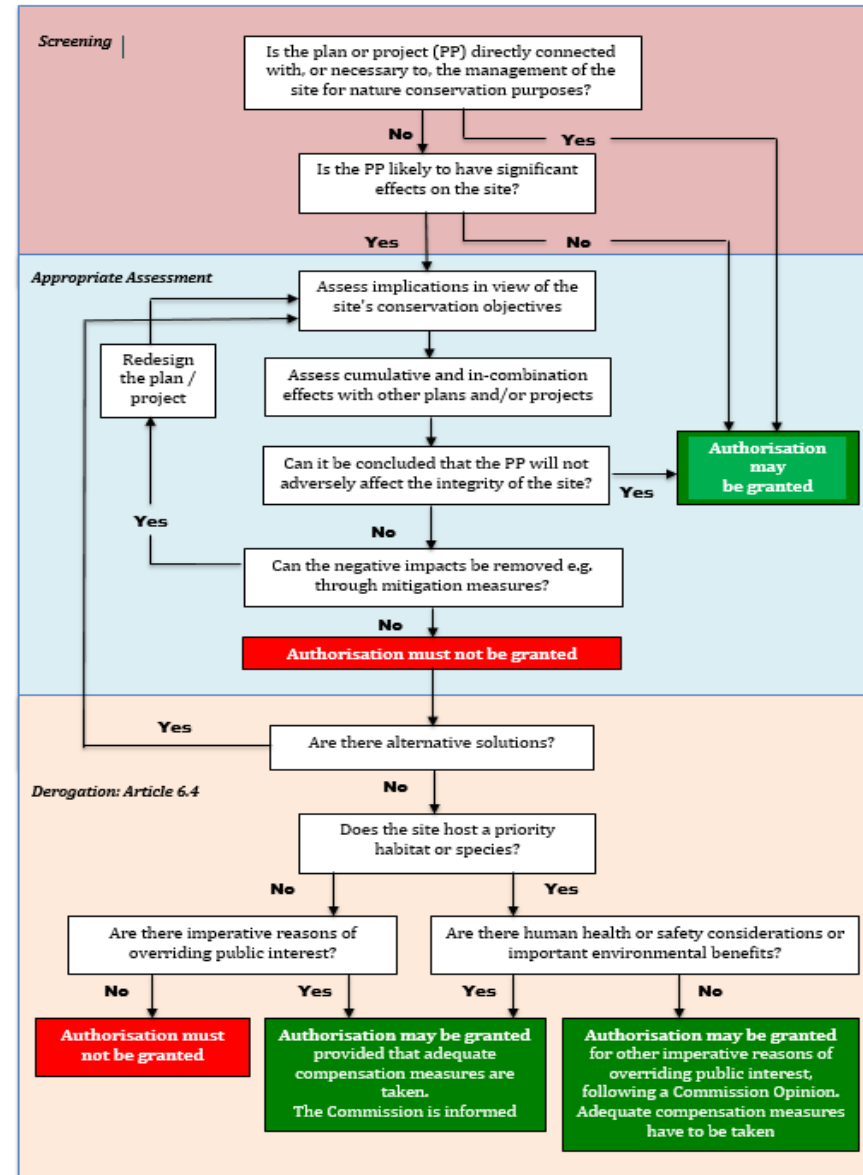 Screening
Is the plan or project (PP) directly connected
with, or necessary to, the management of the
site for nature conservation purposes?
No
Yes
Is the PP likely to have significant
effects on the site?
Yes
No
Appropriate Assessment
Assess implications in view of the
site's conservation objectives
Redesign
the plan /
project
Assess cumulative and in-combination
effects with other plans and/or projects
Can it be concluded that the PP will not
adversely affect the integrity of the site?
Yes
Authorisation
may
be granted
Yes
No
Can the negative impacts be removed e.g.
through mitigation measures?
No
Authorisation must not be granted
Yes
Are there alternative solutions?
No
Derogation: Article 6.4
Does the site host a priority
habitat or species?
No
Yes
Are there imperative reasons of
overriding public interest?
Are there human health or safety considerations or
important environmental benefits?
No
Yes
Yes
No
Authorisation must
not be granted
Authorisation may be granted
provided that adequate
compensation measures are
taken.
The Commission is informed
Authorisation may be granted
for other imperative reasons of
overriding public interest,
following a Commission Opinion.
Adequate compensation measures
have to be taken